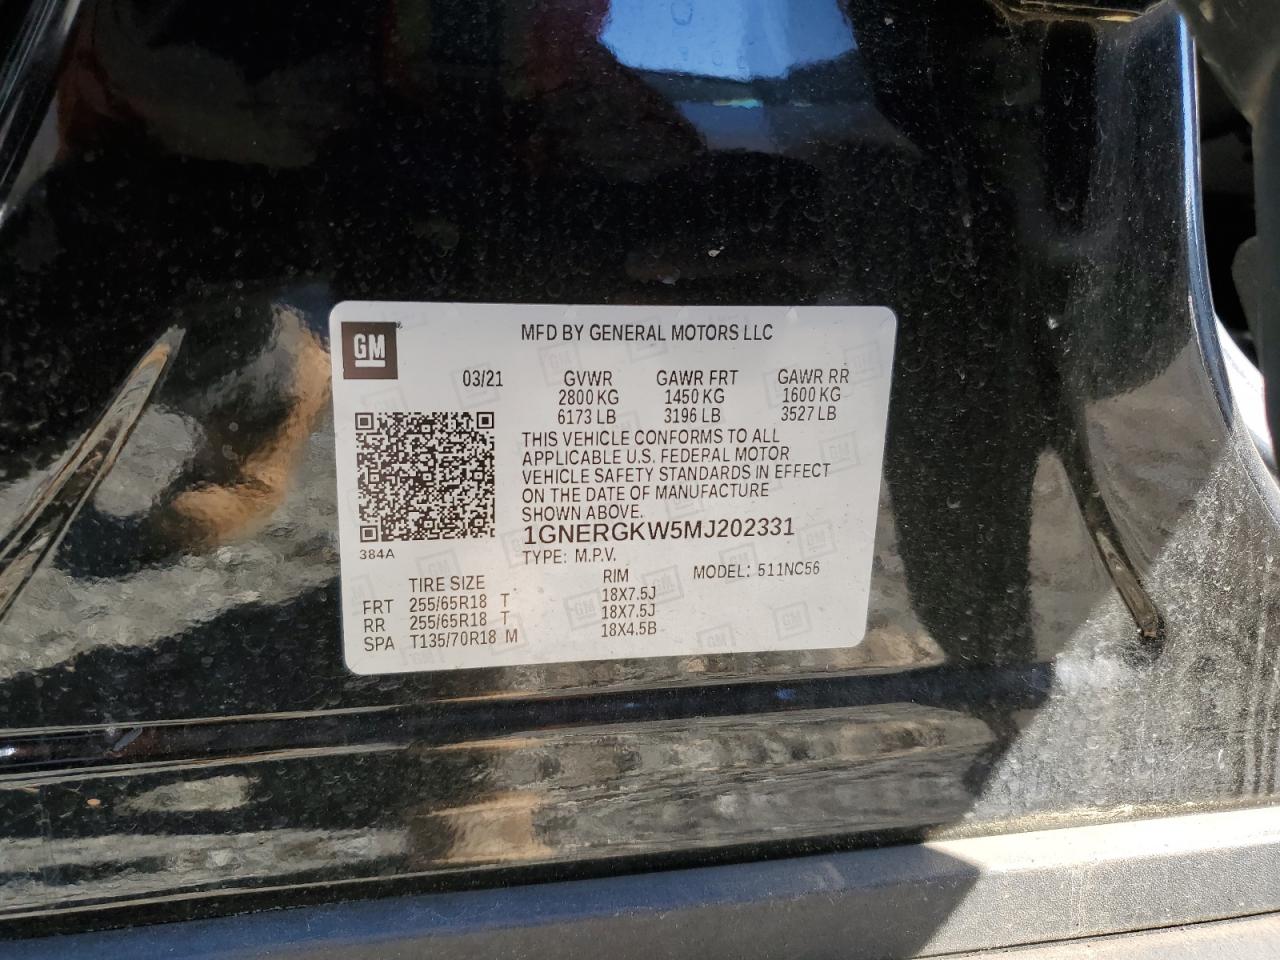 GM
MFD BY GENERAL MOTORS LLC
03/21 GVWR GAWR FRT GAWR RR
2800 KG 1450 KG 1600 KG
6173 LB 3196 LB 3527 LB
THIS VEHICLE CONFORMS TO ALL
APPLICABLE U.S. FEDERAL MOTOR
VEHICLE SAFETY STANDARDS IN EFFECT
ON THE DATE OF MANUFACTURE
SHOWN ABOVE.
1GNERGKW5MJ202331
384A
TYPE: M.P.V.
TIRE SIZE RIM MODEL: 511NC56
FRT 255/65R18 T 18X7.5J
RR 255/65R18 T 18X7.5J
SPA T135/70R18 M 18X4.5B